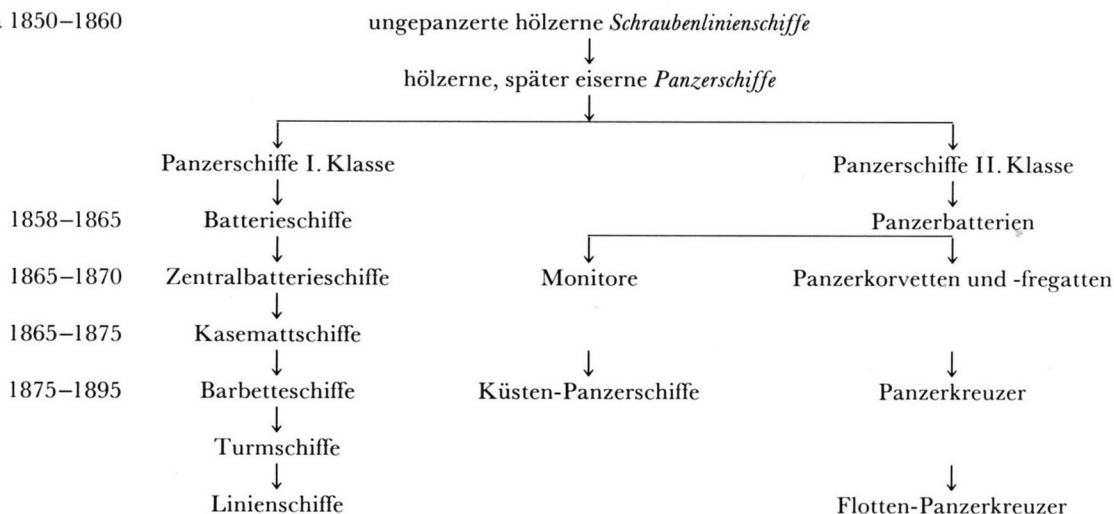 1850–1860 ungepanzerte hölzerne Schraubenlinienschiffe
hölzerne, später eiserne Panzerschiffe
Panzerschiffe I. Klasse Panzerschiffe II. Klasse
1858–1865 Batterieschiffe Panzerbatterien
1865–1870 Zentralbatterieschiffe Monitore Panzerkorvetten und -fregatten
1865–1875 Kasemattschiffe
1875–1895 Barbetteschiffe Küsten-Panzerschiffe Panzerkreuzer
Turmschiffe
Linienschiffe Flotten-Panzerkreuzer